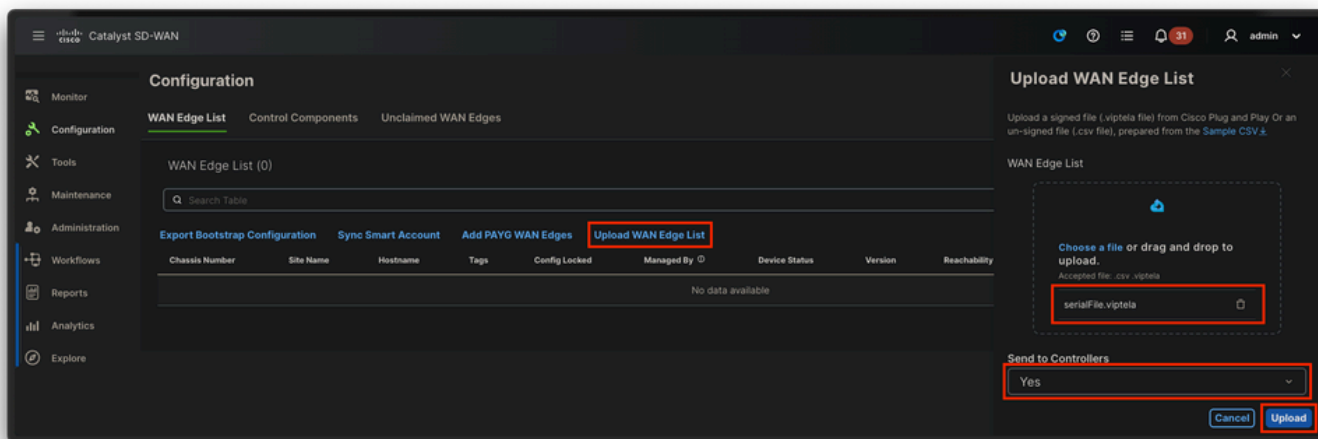 cisco Catalyst SD-WAN
31
admin
Monitor
Configuration
Tools
Maintenance
Administration
Workflows
Reports
Analytics
Explore
Configuration
WAN Edge List Control Components Unclaimed WAN Edges
WAN Edge List (0)
Search Table
Export Bootstrap Configuration Sync Smart Account Add PAYG WAN Edges Upload WAN Edge List
Chassis Number Site Name Hostname Tags Config Locked Managed By Device Status Version Reachability
No data available
Upload WAN Edge List
Upload a signed file (.viptela file) from Cisco Plug and Play Or an
un-signed file (.csv file), prepared from the Sample CSV
WAN Edge List
Choose a file or drag and drop to
upload.
Accepted file: .csv .viptela
serialFile.viptela
Send to Controllers
Yes
Cancel Upload